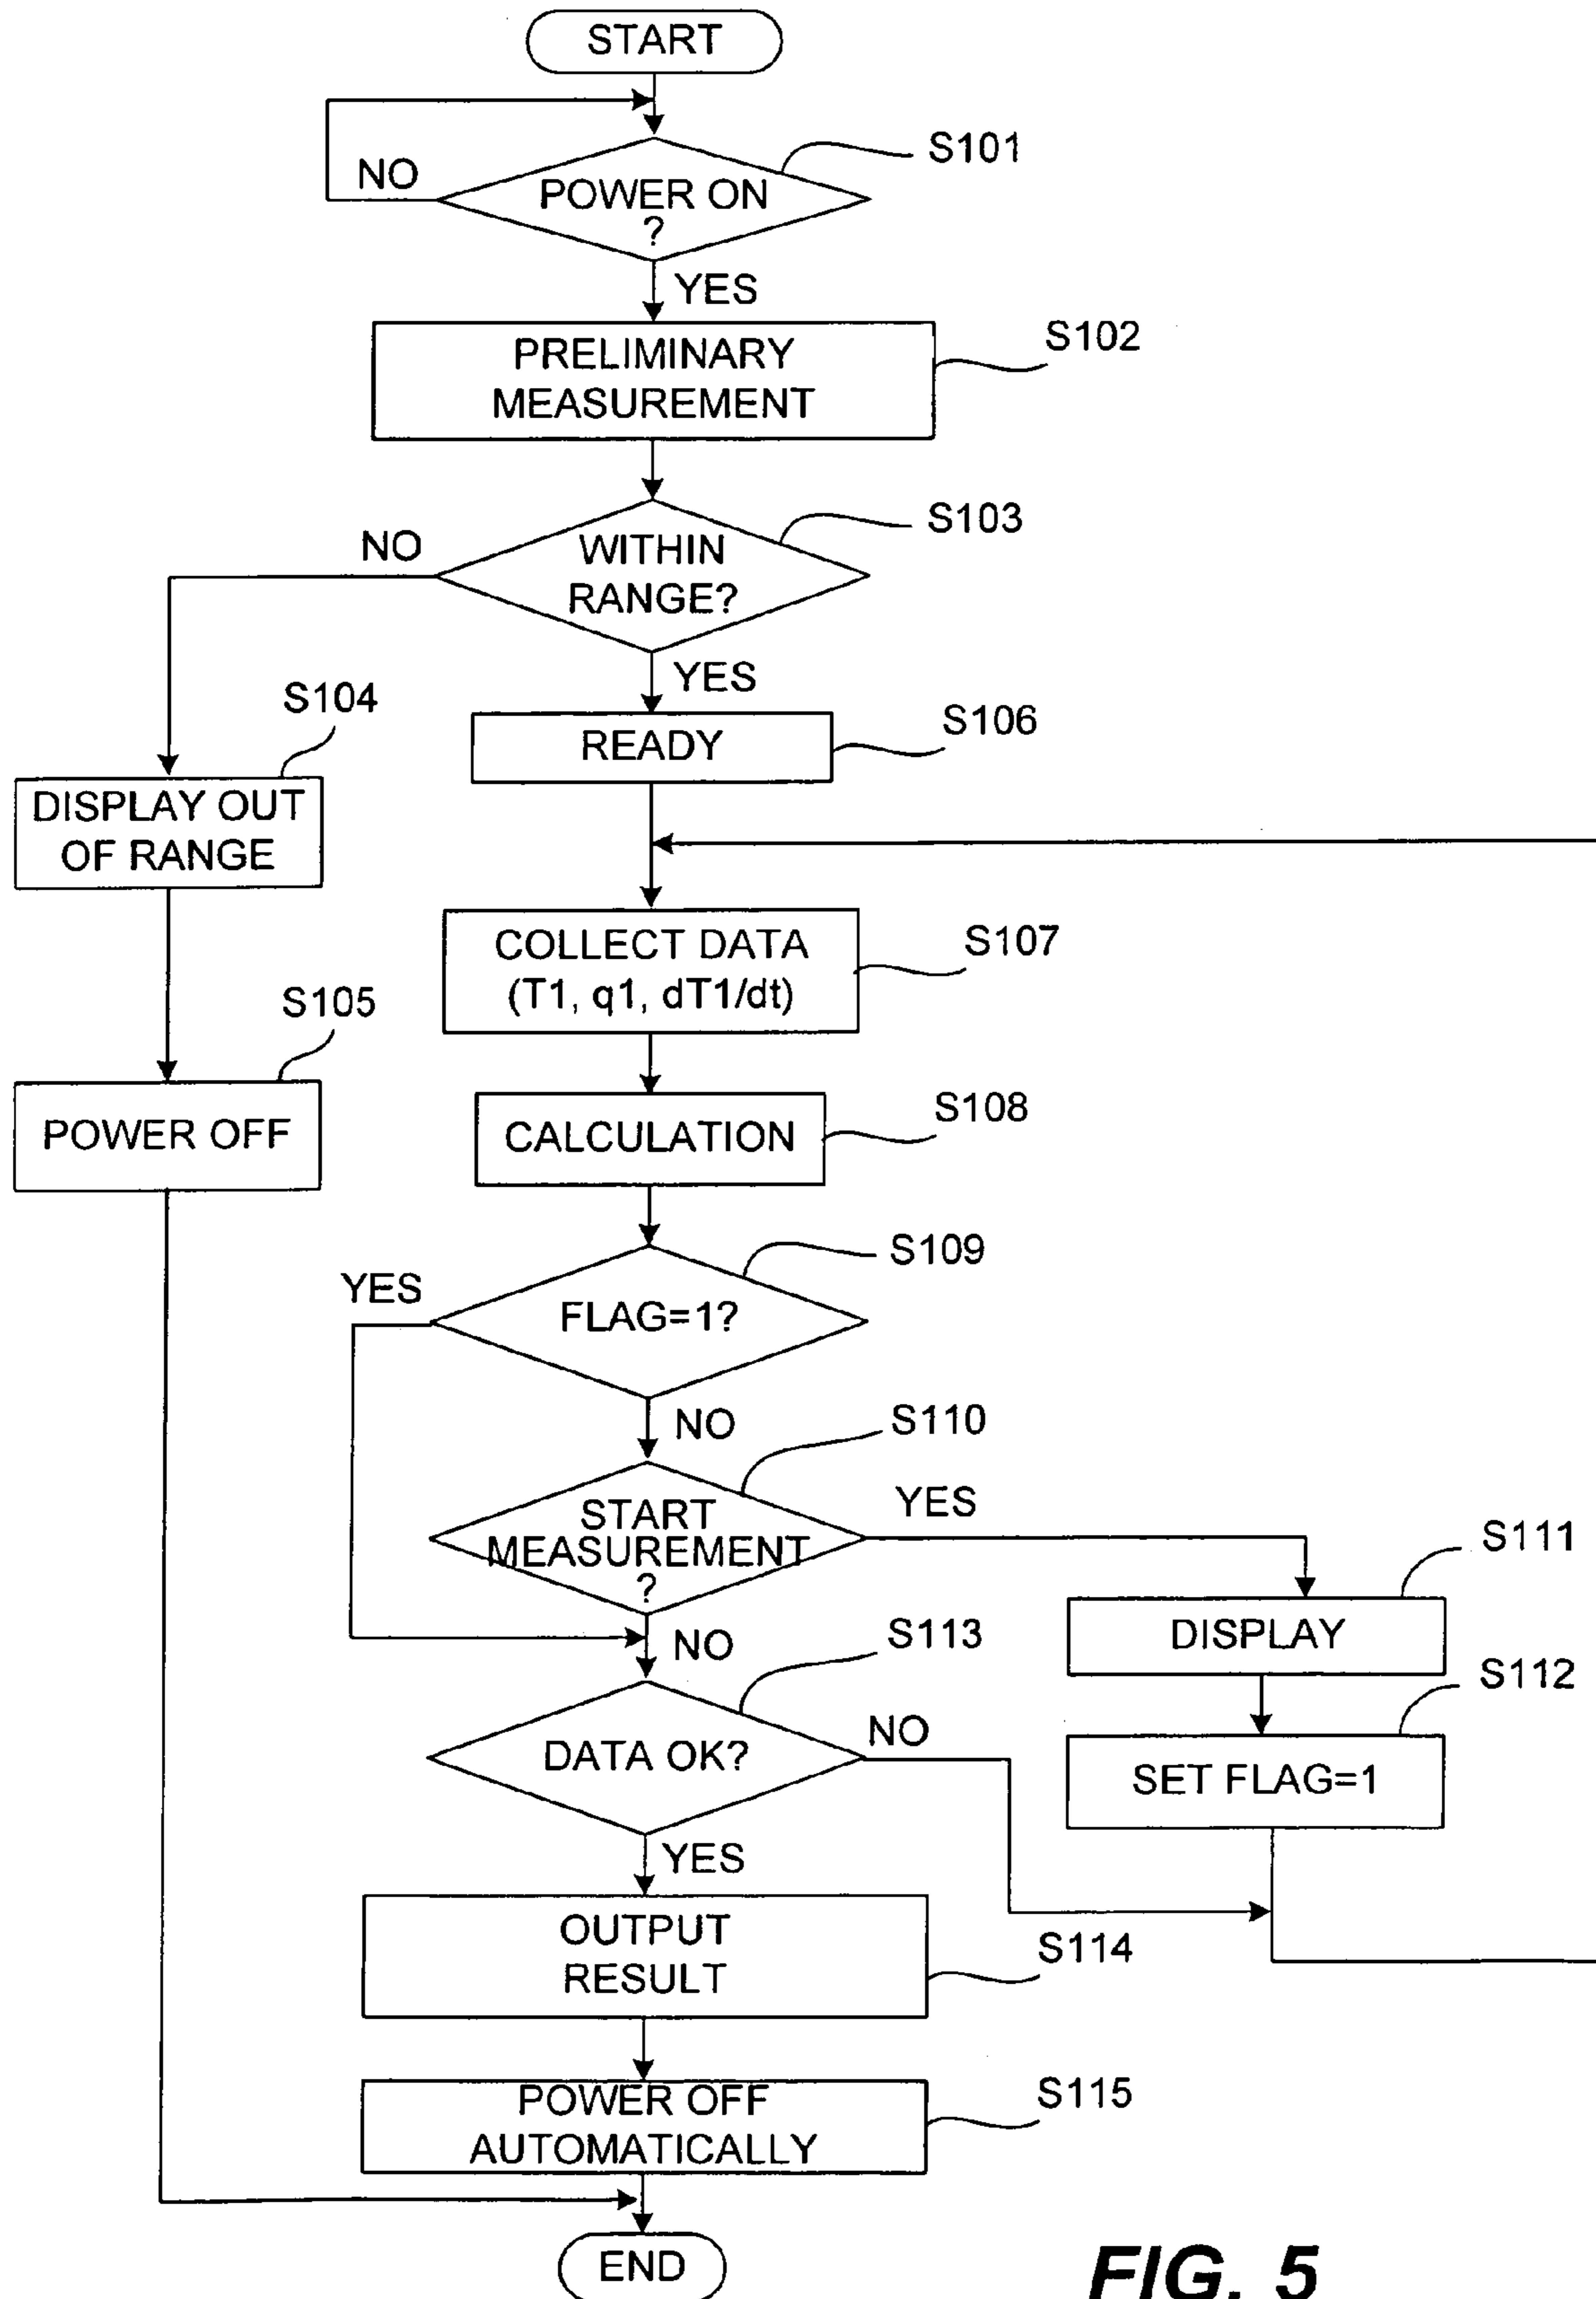 START
S101
NO
POWER ON
?
YES
S102
PRELIMINARY
MEASUREMENT
S103
NO
WITHIN
RANGE?
YES
S104
S106
READY
DISPLAY OUT
OF RANGE
S107
COLLECT DATA
(T1, q1, dT1/dt)
S105
POWER OFF
S108
CALCULATION
S109
YES
FLAG=1?
NO
S110
START
MEASUREMENT
?
YES
S111
DISPLAY
NO
S113
S112
SET FLAG=1
DATA OK?
NO
YES
OUTPUT
RESULT
S114
POWER OFF
AUTOMATICALLY
S115
END
FIG. 5